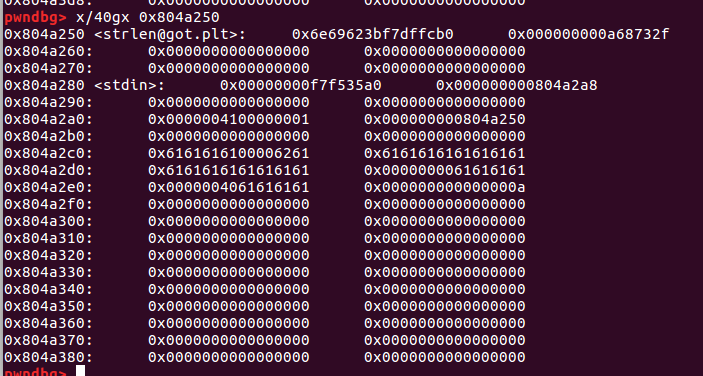 pwndbg> x/40gx 0x804a250
0x804a250 <strlen@got.plt>: 0x6e69623bf7dffcb0 0x000000000a68732f
0x804a260: 0x0000000000000000 0x0000000000000000
0x804a270: 0x0000000000000000 0x0000000000000000
0x804a280 <stdin>: 0x00000000f7f535a0 0x000000000804a2a8
0x804a290: 0x0000000000000000 0x0000000000000000
0x804a2a0: 0x0000004100000001 0x000000000804a250
0x804a2b0: 0x0000000000000000 0x0000000000000000
0x804a2c0: 0x6161616100006261 0x6161616161616161
0x804a2d0: 0x6161616161616161 0x0000000061616161
0x804a2e0: 0x0000004061616161 0x000000000000000a
0x804a2f0: 0x0000000000000000 0x0000000000000000
0x804a300: 0x0000000000000000 0x0000000000000000
0x804a310: 0x0000000000000000 0x0000000000000000
0x804a320: 0x0000000000000000 0x0000000000000000
0x804a330: 0x0000000000000000 0x0000000000000000
0x804a340: 0x0000000000000000 0x0000000000000000
0x804a350: 0x0000000000000000 0x0000000000000000
0x804a360: 0x0000000000000000 0x0000000000000000
0x804a370: 0x0000000000000000 0x0000000000000000
0x804a380: 0x0000000000000000 0x0000000000000000
pwndbg>